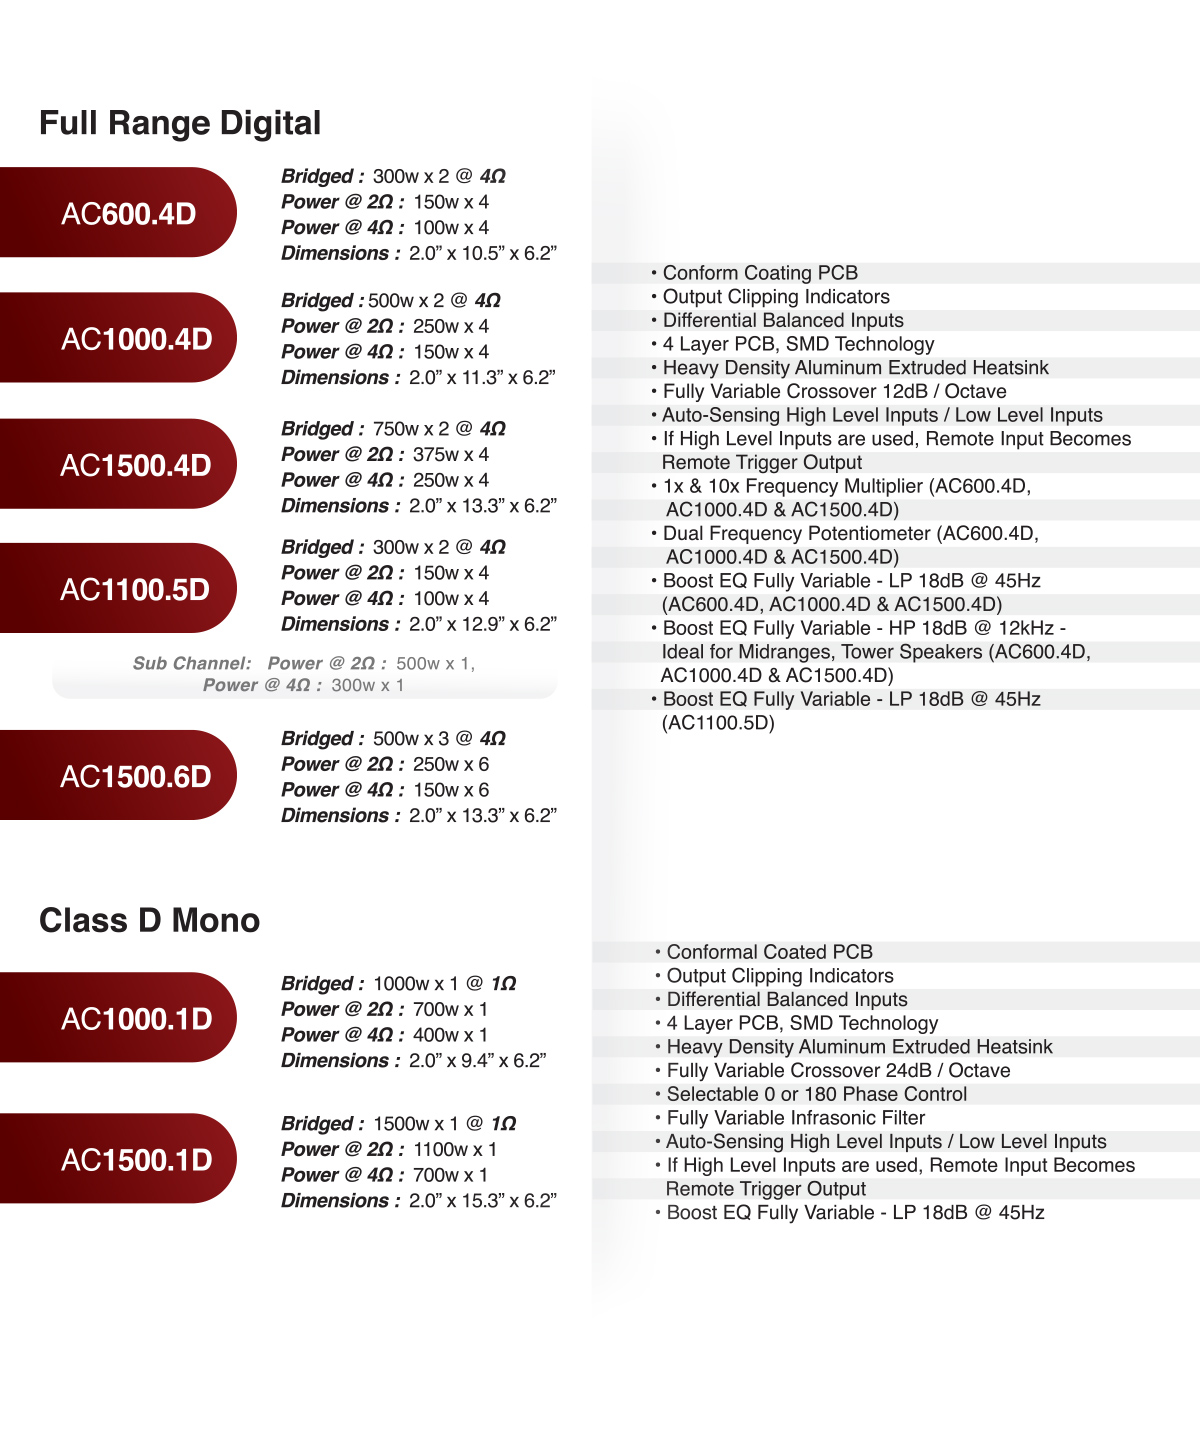 Full Range Digital
AC600.4D
Bridged : 300w x 2 @ 4Ω
Power @ 2Ω : 150w x 4
Power @ 4Ω : 100w x 4
Dimensions : 2.0” x 10.5” x 6.2”
AC1000.4D
Bridged : 500w x 2 @ 4Ω
Power @ 2Ω : 250w x 4
Power @ 4Ω : 150w x 4
Dimensions : 2.0” x 11.3” x 6.2”
AC1500.4D
Bridged : 750w x 2 @ 4Ω
Power @ 2Ω : 375w x 4
Power @ 4Ω : 250w x 4
Dimensions : 2.0” x 13.3” x 6.2”
AC1100.5D
Bridged : 300w x 2 @ 4Ω
Power @ 2Ω : 150w x 4
Power @ 4Ω : 100w x 4
Dimensions : 2.0” x 12.9” x 6.2”
Sub Channel: Power @ 2Ω : 500w x 1,
Power @ 4Ω : 300w x 1
AC1500.6D
Bridged : 500w x 3 @ 4Ω
Power @ 2Ω : 250w x 6
Power @ 4Ω : 150w x 6
Dimensions : 2.0” x 13.3” x 6.2”
• Conform Coating PCB
• Output Clipping Indicators
• Differential Balanced Inputs
• 4 Layer PCB, SMD Technology
• Heavy Density Aluminum Extruded Heatsink
• Fully Variable Crossover 12dB / Octave
• Auto-Sensing High Level Inputs / Low Level Inputs
• If High Level Inputs are used, Remote Input Becomes
Remote Trigger Output
• 1x & 10x Frequency Multiplier (AC600.4D,
AC1000.4D & AC1500.4D)
• Dual Frequency Potentiometer (AC600.4D,
AC1000.4D & AC1500.4D)
• Boost EQ Fully Variable - LP 18dB @ 45Hz
(AC600.4D, AC1000.4D & AC1500.4D)
• Boost EQ Fully Variable - HP 18dB @ 12kHz -
Ideal for Midranges, Tower Speakers (AC600.4D,
AC1000.4D & AC1500.4D)
• Boost EQ Fully Variable - LP 18dB @ 45Hz
(AC1100.5D)
Class D Mono
AC1000.1D
Bridged : 1000w x 1 @ 1Ω
Power @ 2Ω : 700w x 1
Power @ 4Ω : 400w x 1
Dimensions : 2.0” x 9.4” x 6.2”
AC1500.1D
Bridged : 1500w x 1 @ 1Ω
Power @ 2Ω : 1100w x 1
Power @ 4Ω : 700w x 1
Dimensions : 2.0” x 15.3” x 6.2”
• Conformal Coated PCB
• Output Clipping Indicators
• Differential Balanced Inputs
• 4 Layer PCB, SMD Technology
• Heavy Density Aluminum Extruded Heatsink
• Fully Variable Crossover 24dB / Octave
• Selectable 0 or 180 Phase Control
• Fully Variable Infrasonic Filter
• Auto-Sensing High Level Inputs / Low Level Inputs
• If High Level Inputs are used, Remote Input Becomes
Remote Trigger Output
• Boost EQ Fully Variable - LP 18dB @ 45Hz